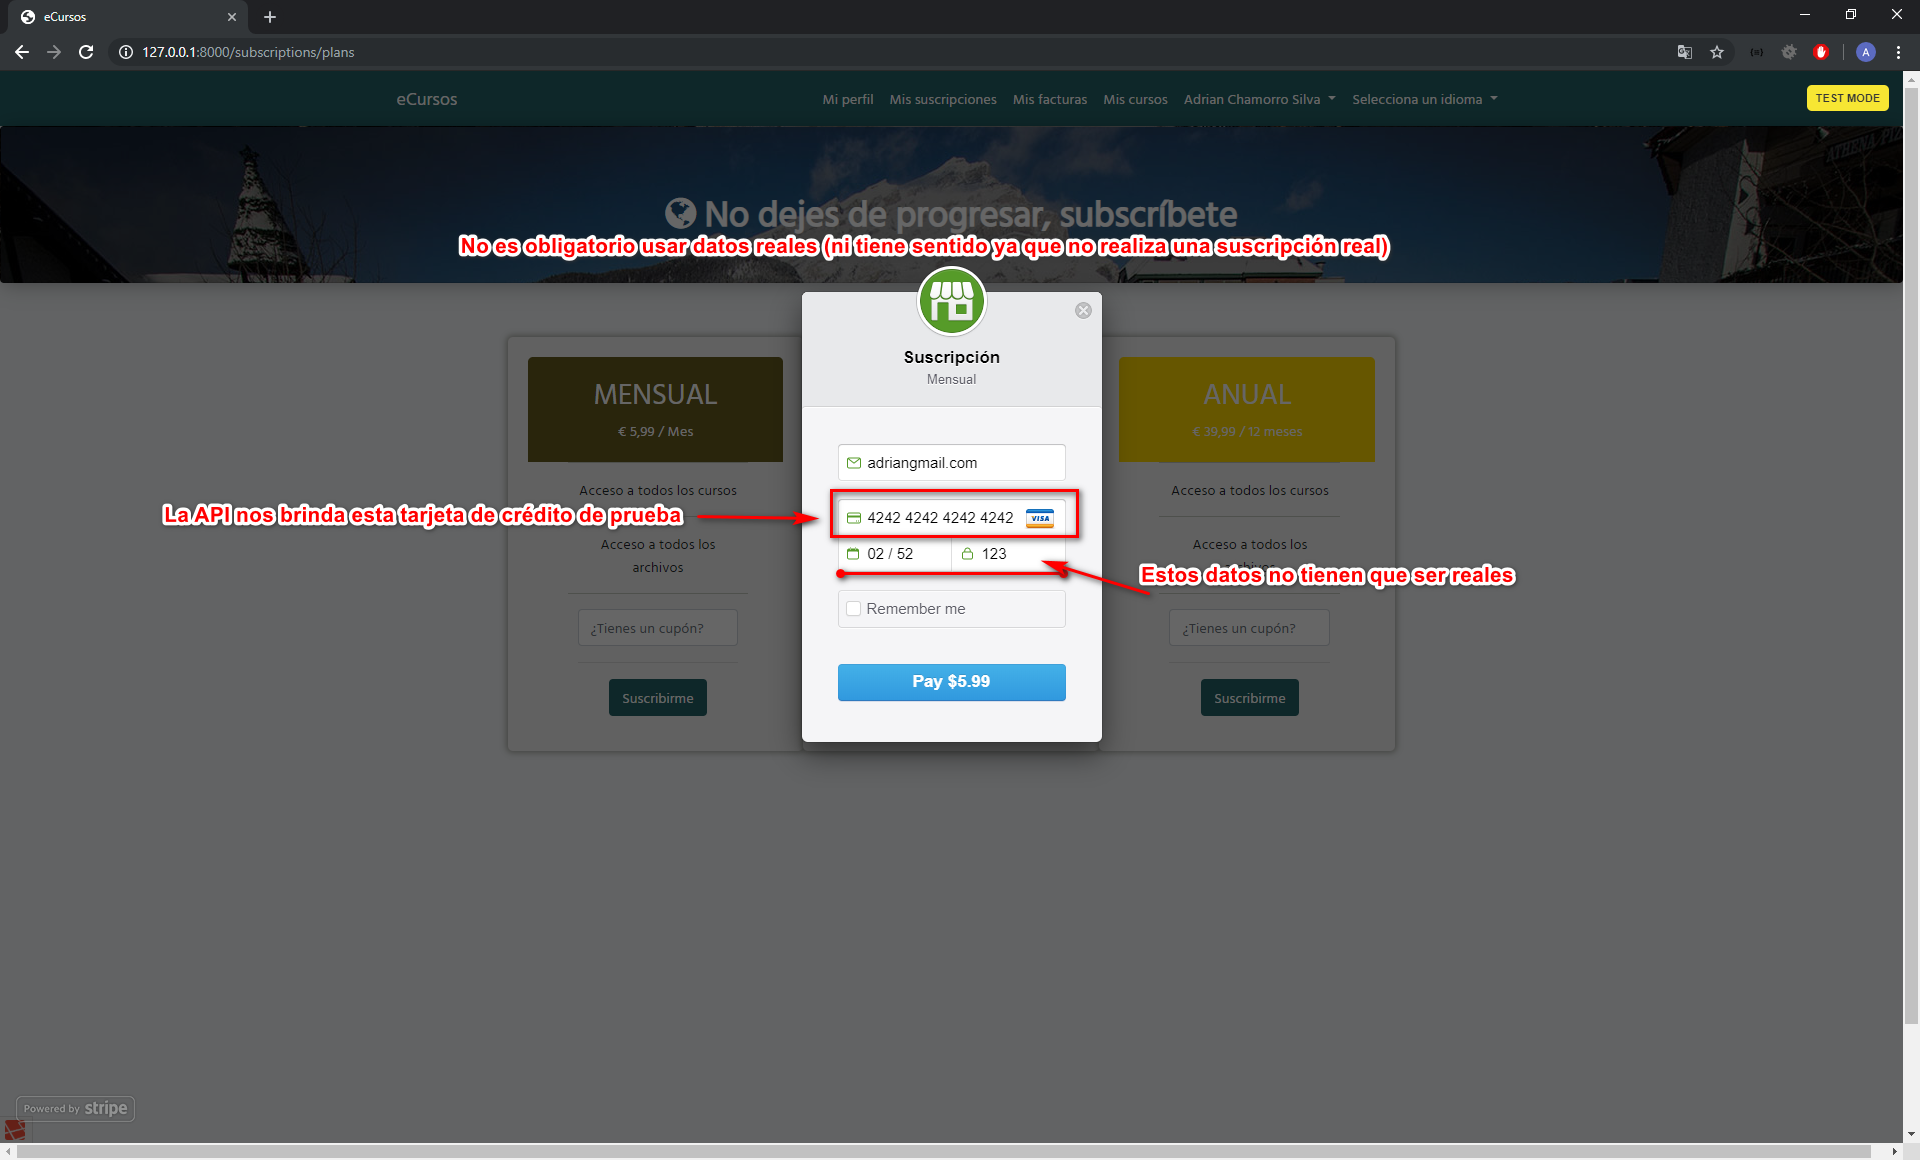 eCursos
127.0.0.1:8000/subscriptions/plans
A
eCursos
Mi perfil
Mis suscripciones
Mis facturas
Mis cursos
Adrian Chamorro Silva
Selecciona un idioma
TEST MODE
No dejes de progresar, subscríbete
No es obligatorio usar datos reales (ni tiene sentido ya que no realiza una suscripción real)
Suscripción
Mensual
MENSUAL
€ 5,99 / Mes
Acceso a todos los cursos
Acceso a todos los
archivos
¿Tienes un cupón?
Suscribirme
adriangmail.com
La API nos brinda esta tarjeta de crédito de prueba
4242 4242 4242 4242
VISA
02 / 52
123
Estos datos no tienen que ser reales
Remember me
Pay $5.99
ANUAL
€ 39,99 / 12 meses
Acceso a todos los cursos
Acceso a todos los
archivos
¿Tienes un cupón?
Suscribirme
Powered by stripe